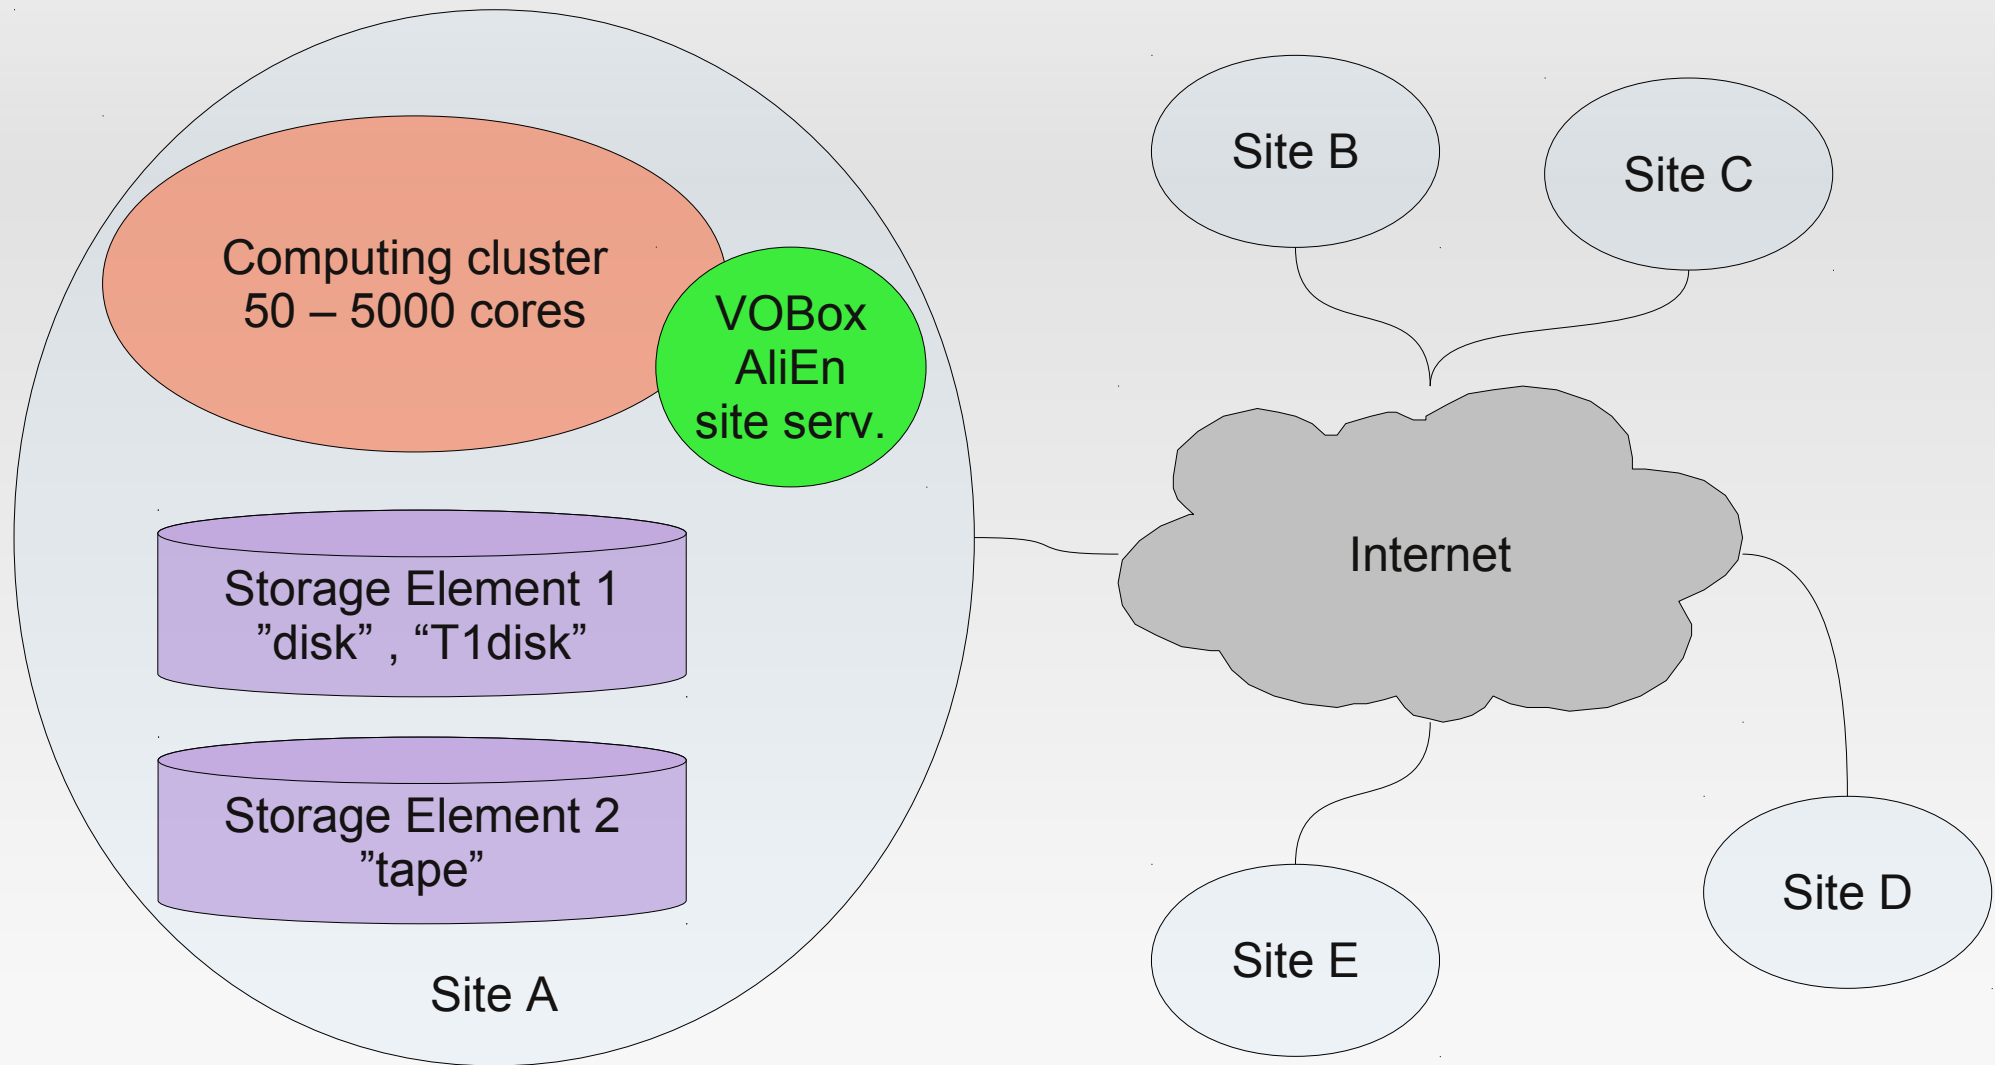 Computing cluster
50 – 5000 cores
VOBox
AliEn
site serv.
Storage Element 1
”disk” , “T1disk”
Storage Element 2
”tape”
Site A
Site B
Site C
Internet
Site D
Site E